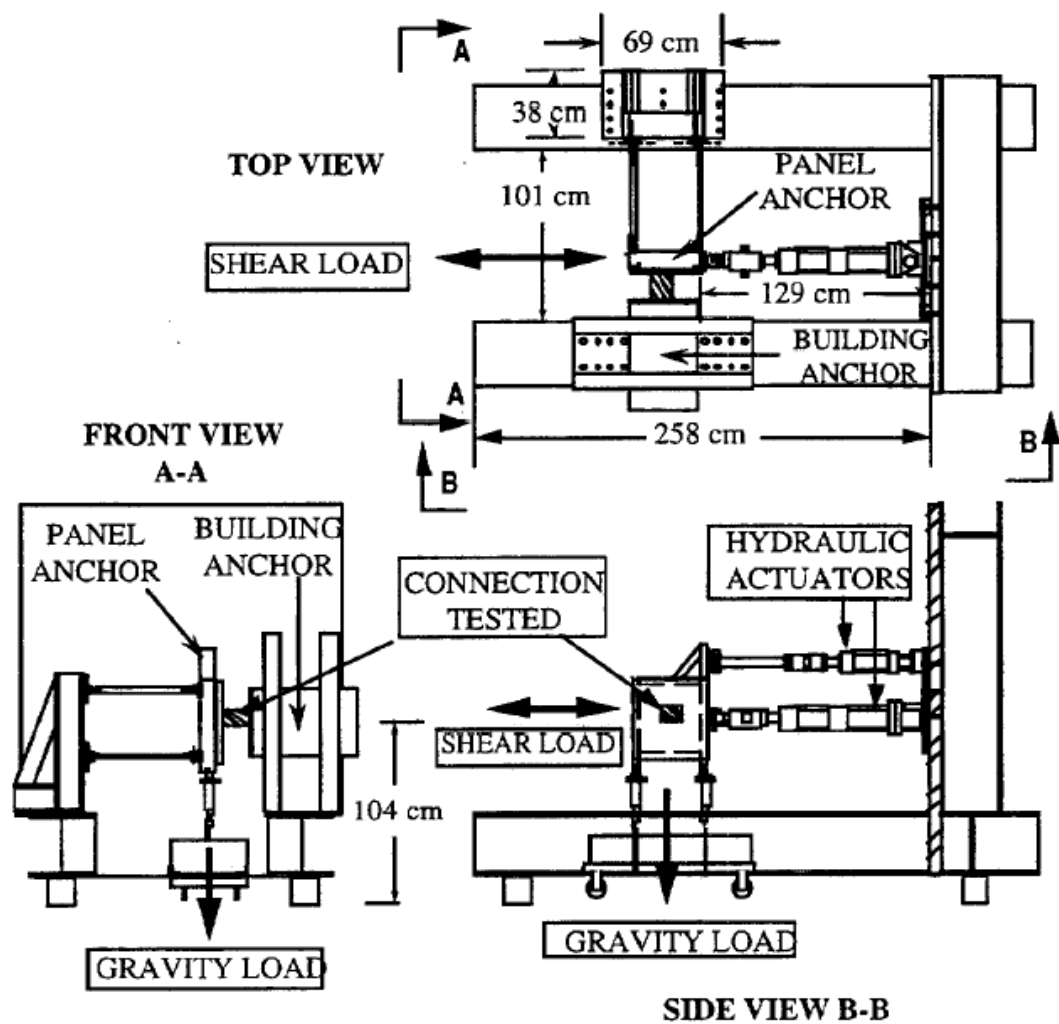 A
69 cm
38 cm
TOP VIEW
PANEL
ANCHOR
101 cm
SHEAR LOAD
129 cm
BUILDING
ANCHOR
A
FRONT VIEW
A-A
258 cm
B
B
PANEL
ANCHOR
BUILDING
ANCHOR
CONNECTION
TESTED
HYDRAULIC
ACTUATORS
SHEAR LOAD
104 cm
GRAVITY LOAD
GRAVITY LOAD
SIDE VIEW B-B